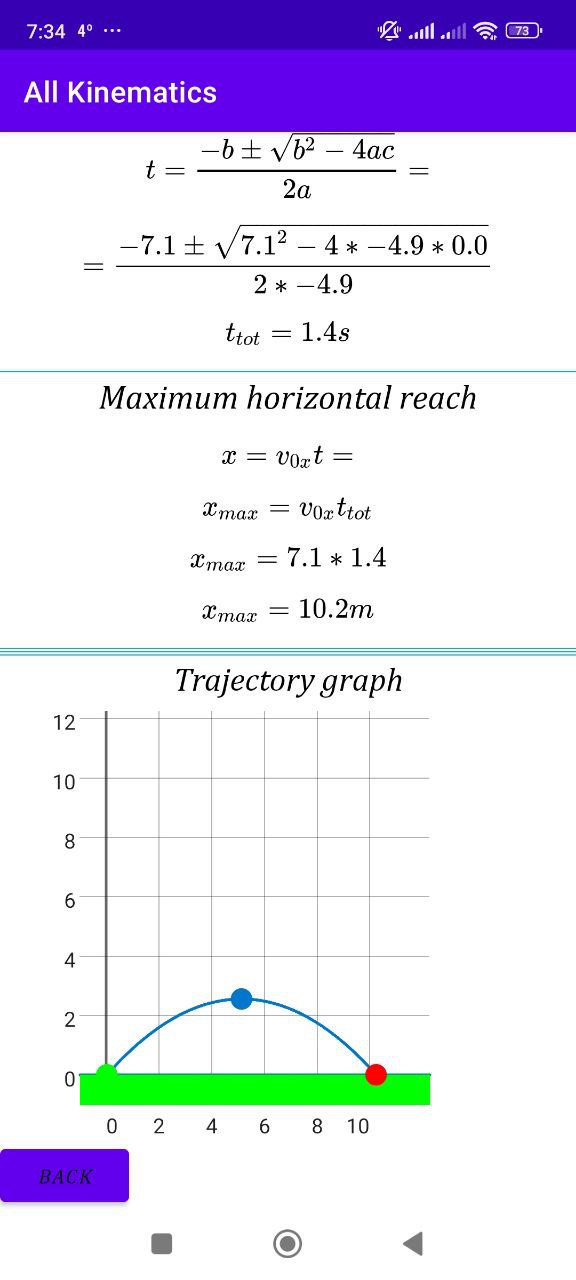 7:34 4° ... 73
All Kinematics
t = \frac{-b ± \sqrt{b^2 − 4ac}}{2a} =
= \frac{−7.1 ± \sqrt{7.1^2 − 4 * −4.9 * 0.0}}{2 * −4.9}
t_{tot} = 1.4s
Maximum horizontal reach
x = v_{0x}t =
x_{max} = v_{0x}t_{tot}
x_{max} = 7.1 * 1.4
x_{max} = 10.2m
Trajectory graph
12
10
8
6
4
2
0
0 2 4 6 8 10
BACK